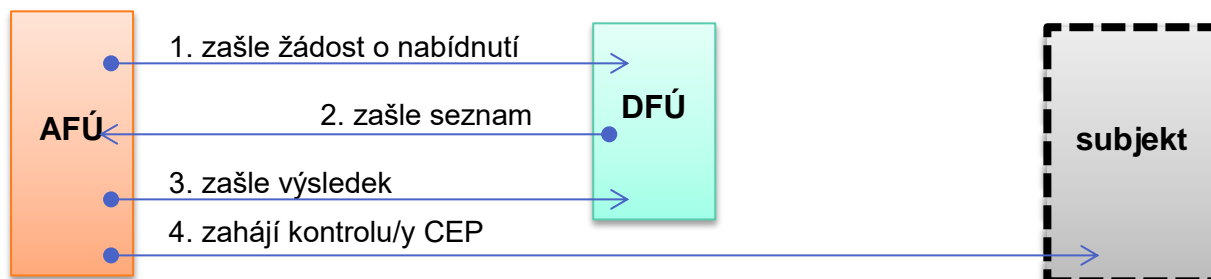 1. zašle žádost o nabídnutí
2. zašle seznam
DFÚ
AFÚ
subjekt
3. zašle výsledek
4. zahájí kontrolu/y CEP